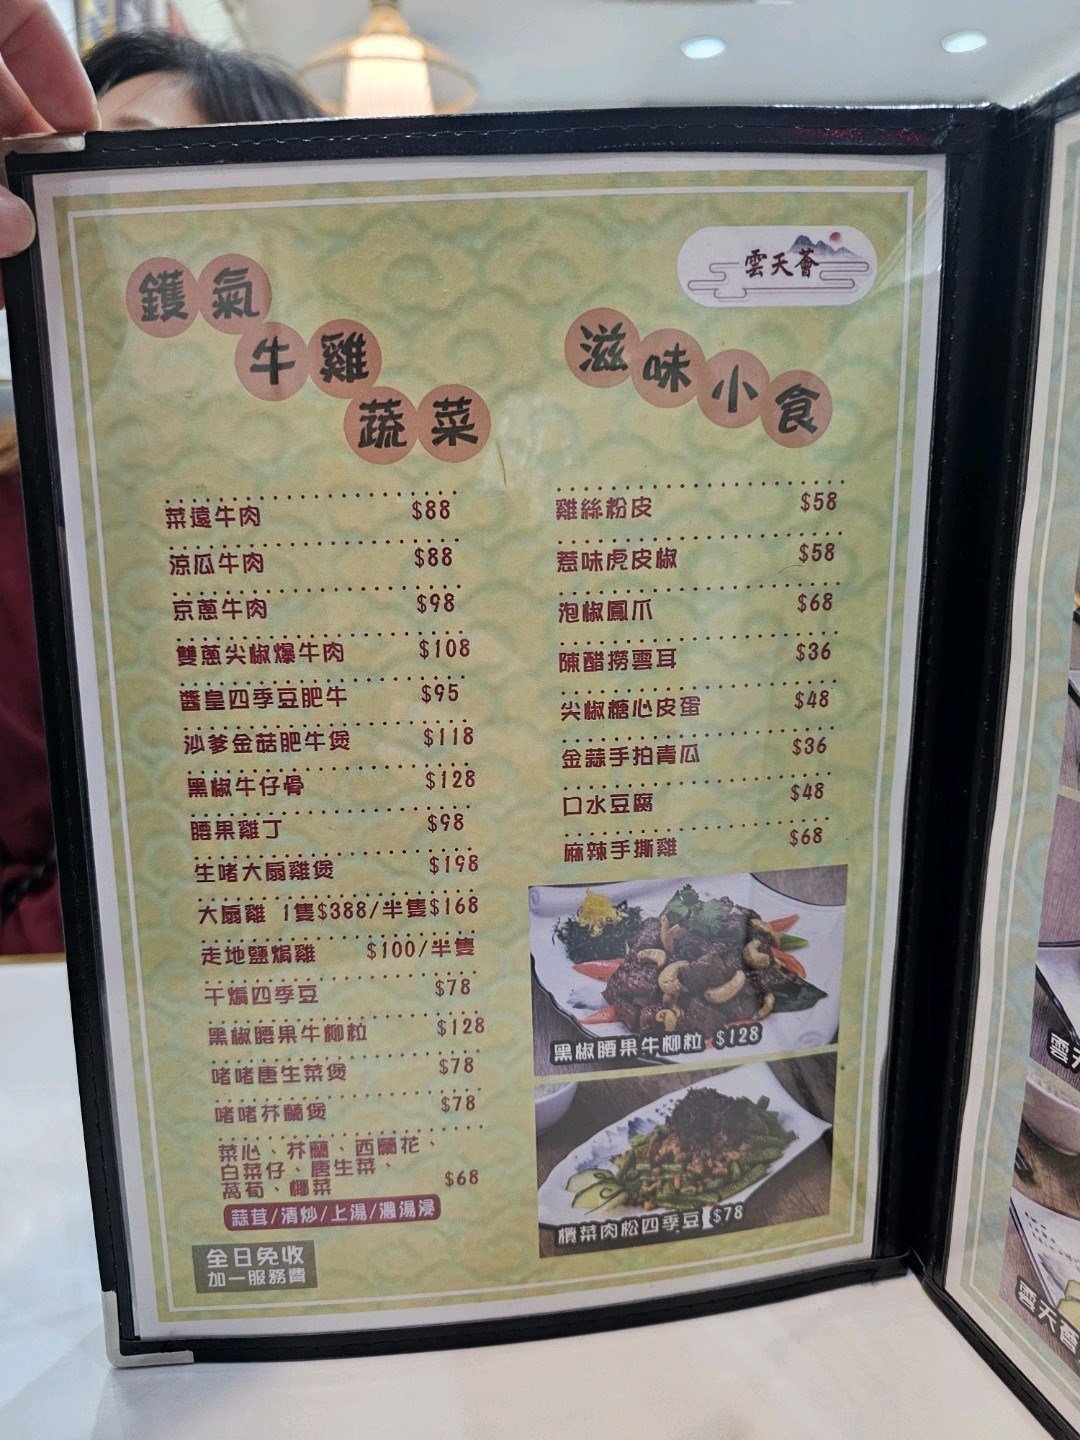 雲天薈
鑊氣
牛雞
蔬菜
菜遠牛肉 $88
涼瓜牛肉 $88
京蔥牛肉 $98
雙蔥尖椒爆牛肉 $108
醬皇四季豆肥牛 $95
沙爹金菇肥牛煲 $118
黑椒牛仔骨 $128
腰果雞丁 $98
生啫大扇雞煲 $198
大扇雞 1隻$388/半隻$168
走地鹽焗雞 $100/半隻
干煸四季豆 $78
黑椒腰果牛柳粒 $128
啫啫唐生菜煲 $78
啫啫芥蘭煲 $78
菜心、芥蘭、西蘭花、
白菜仔、唐生菜、
萵荀、椰菜 $68
蒜茸/清炒/上湯/濃湯浸
全日免收
加一服務費
滋味小食
雞絲粉皮 $58
惹味虎皮椒 $58
泡椒鳳爪 $68
陳醋撈雲耳 $36
尖椒糖心皮蛋 $48
金蒜手拍青瓜 $36
口水豆腐 $48
麻辣手撕雞 $68
黑椒腰果牛柳粒 $128
欖菜肉松四季豆 $78
雲天薈